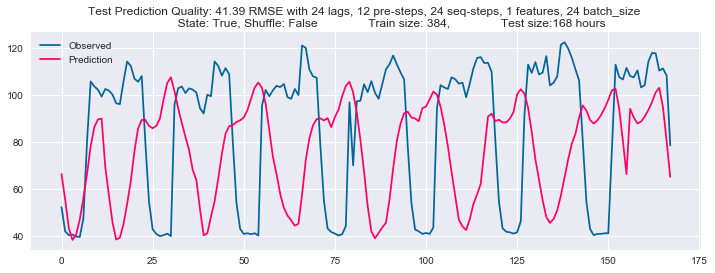 Test Prediction Quality: 41.39 RMSE with 24 lags, 12 pre-steps, 24 seq-steps, 1 features, 24 batch_size
State: True, Shuffle: False Train size: 384, Test size:168 hours
Observed
Prediction
120
100
80
60
40
0 25 50 75 100 125 150 175